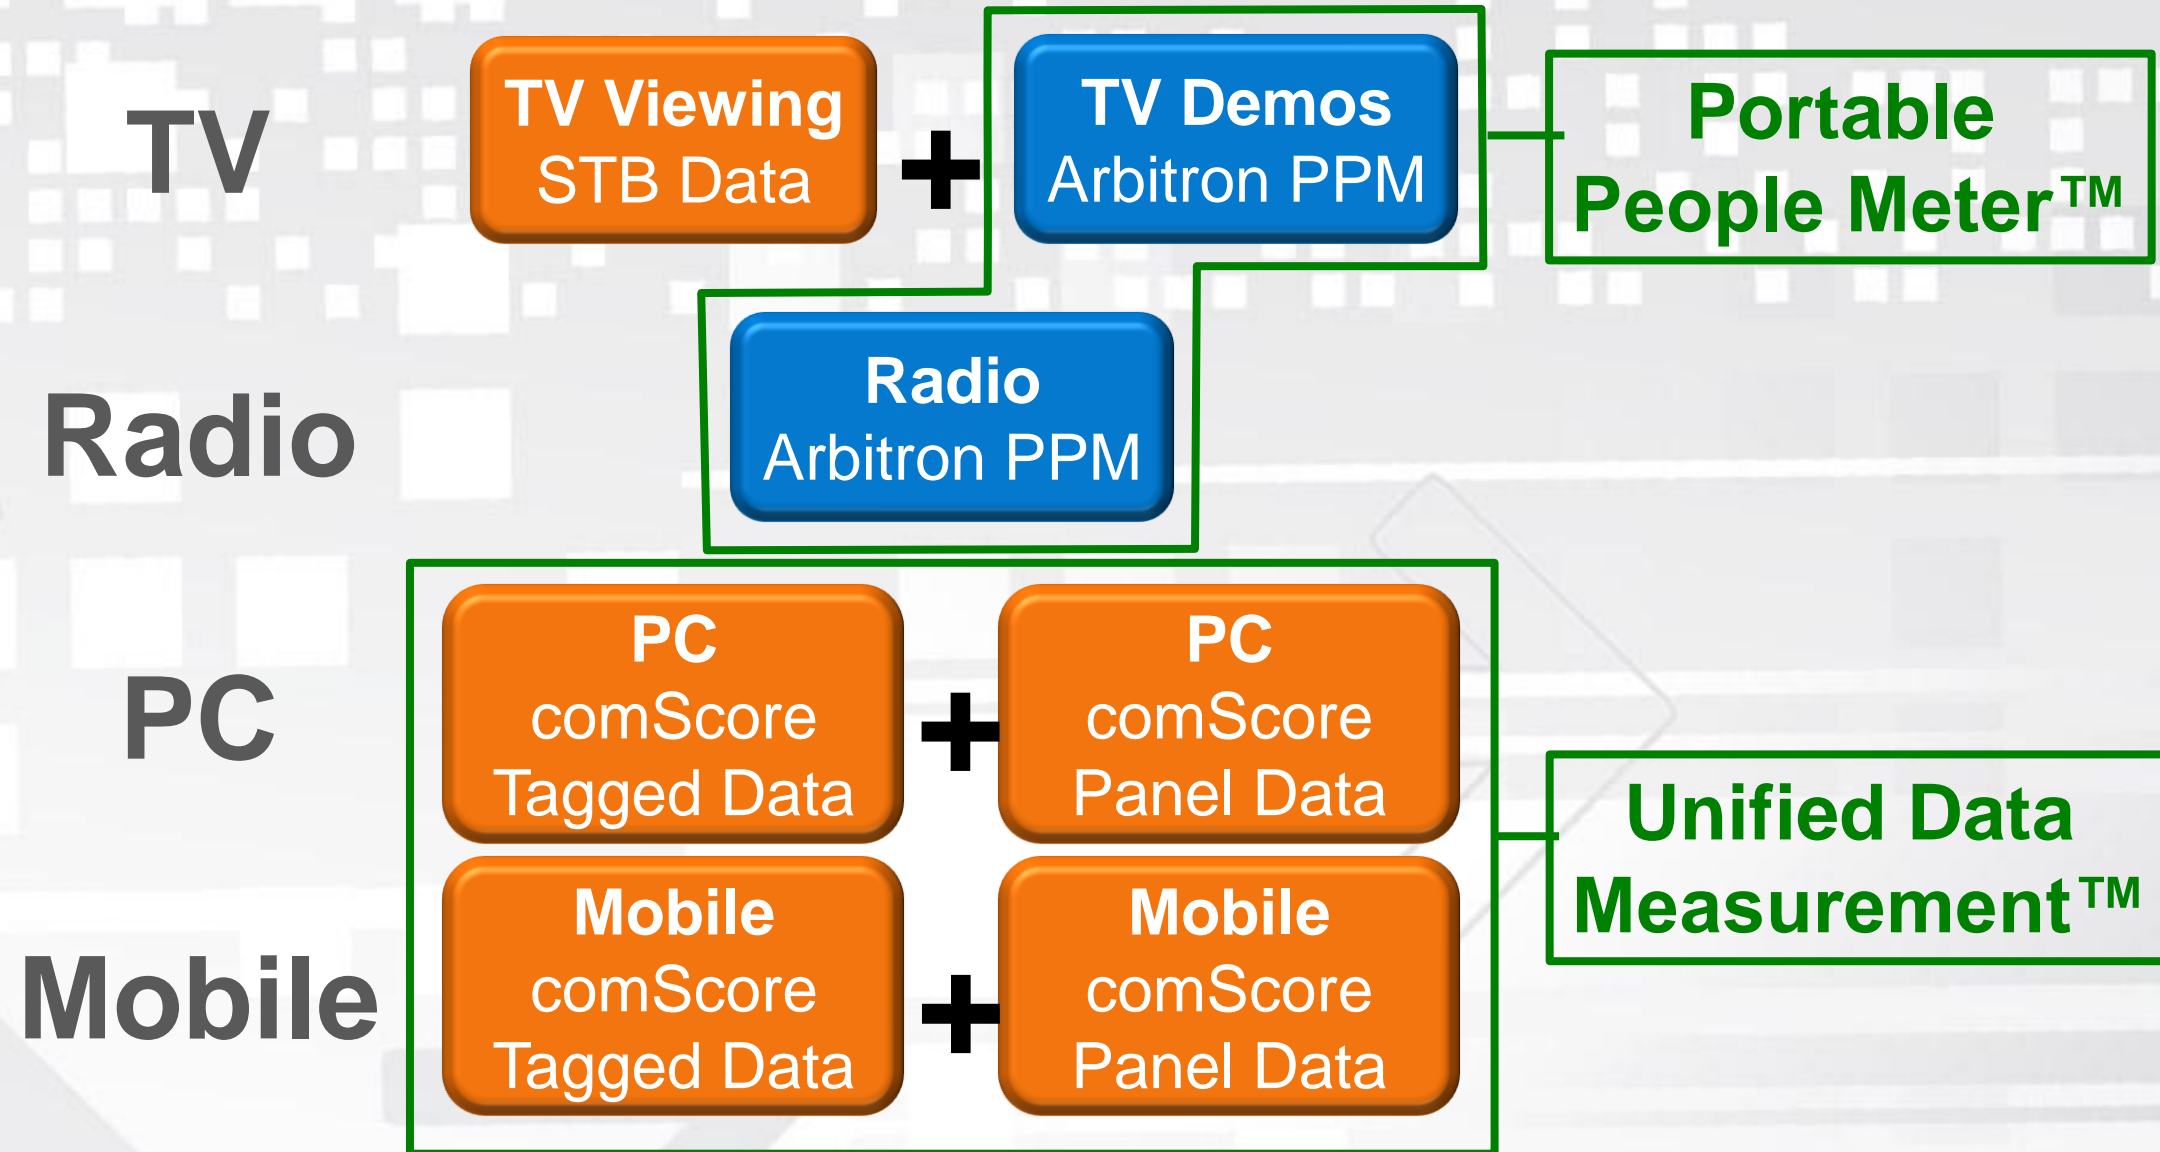 TV
TV Viewing
STB Data
+
TV Demos
Arbitron PPM
Portable
People Meter™
Radio
Radio
Arbitron PPM
PC
PC
comScore
Tagged Data
+
PC
comScore
Panel Data
Unified Data
Measurement™
Mobile
Mobile
comScore
Tagged Data
+
Mobile
comScore
Panel Data